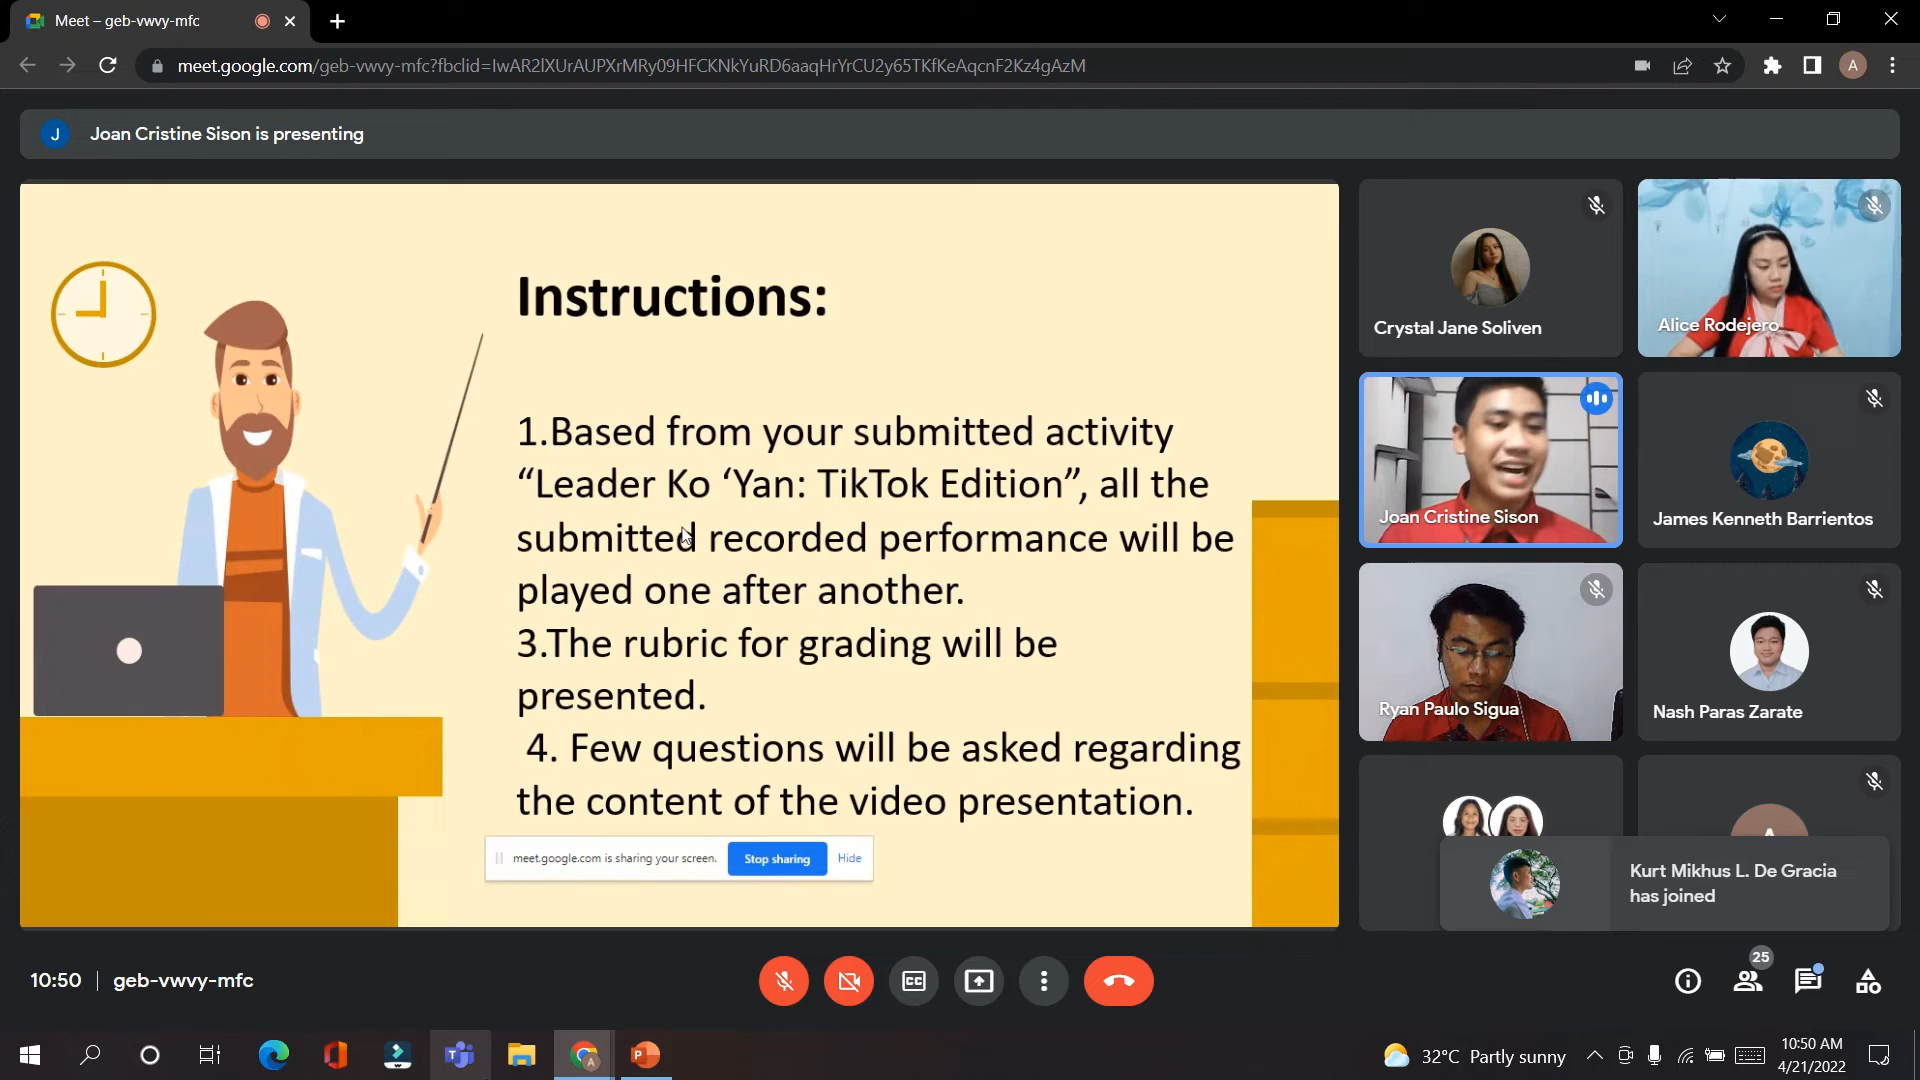 Meet – geb-vwvy-mfc
meet.google.com/geb-vwvy-mfc?fbclid=IwAR2lXUrAUPXrMRy09HFCKNkYuRD6aaqHrYrCU2y65TKfKeAqcnF2Kz4gAzM
A
J
Joan Cristine Sison is presenting
Instructions:
1.Based from your submitted activity
“Leader Ko ‘Yan: TikTok Edition”, all the
submitted recorded performance will be
played one after another.
3.The rubric for grading will be
presented.
4. Few questions will be asked regarding
the content of the video presentation.
meet.google.com is sharing your screen.
Stop sharing
Hide
Crystal Jane Soliven
Alice Rodejero
Joan Cristine Sison
James Kenneth Barrientos
Ryan Paulo Sigua
Nash Paras Zarate
A
Kurt Mikhus L. De Gracia
has joined
10:50
geb-vwvy-mfc
CC
25
32°C Partly sunny
10:50 AM
4/21/2022